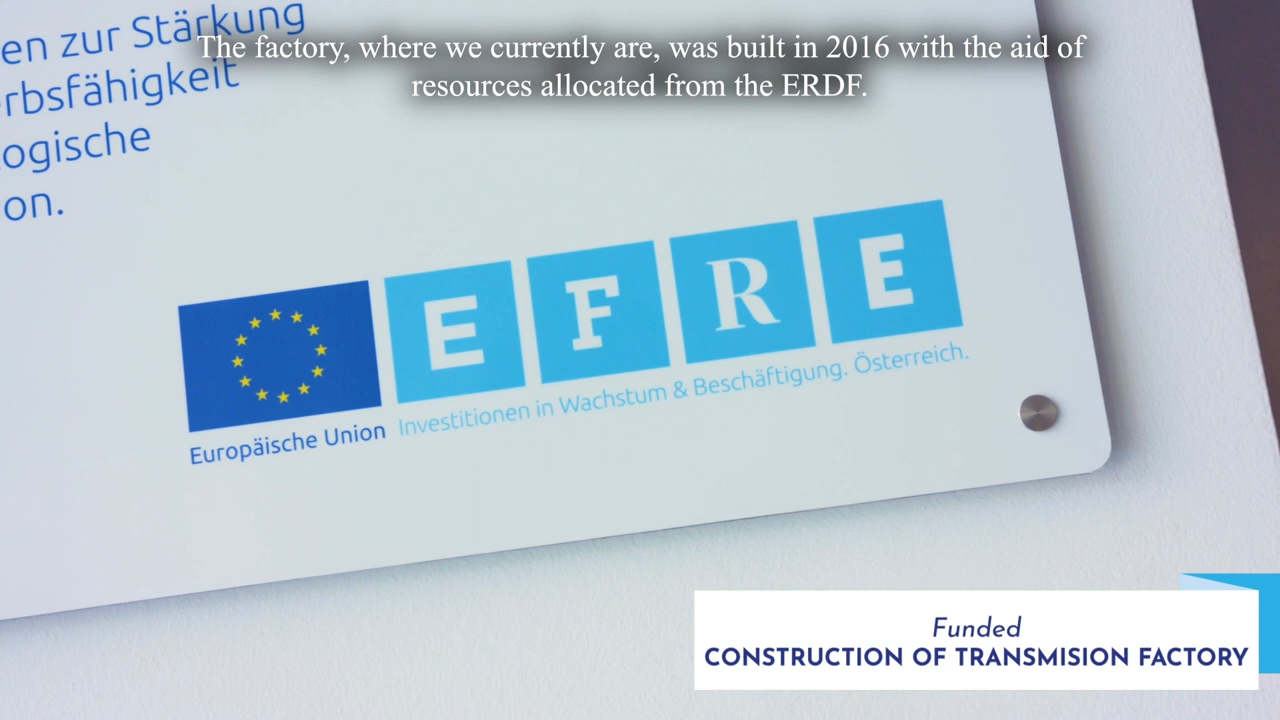 en zur Stärkung
rbsfähigkeit
ogische
on.
The factory, where we currently are, was built in 2016 with the aid of
resources allocated from the ERDF.
EFRE
Europäische Union
Investitionen in Wachstum & Beschäftigung. Österreich.
Funded
CONSTRUCTION OF TRANSMISION FACTORY